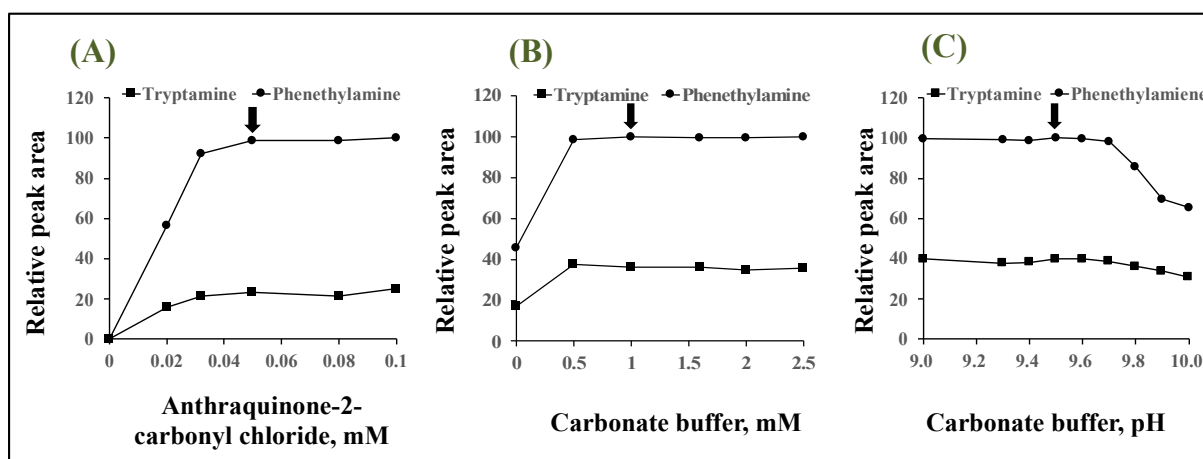 (A)
Tryptamine Phenethylamine
120
100
80
60
40
20
0
0 0.02 0.04 0.06 0.08 0.1
Relative peak area
Anthraquinone-2-
carbonyl chloride, mM
(B)
Tryptamine Phenethylamine
120
100
80
60
40
20
0
0 0.5 1 1.5 2 2.5
Relative peak area
Carbonate buffer, mM
(C)
Tryptamine Phenethylamiene
120
100
80
60
40
20
0
9.0 9.2 9.4 9.6 9.8 10.0
Relative peak area
Carbonate buffer, pH